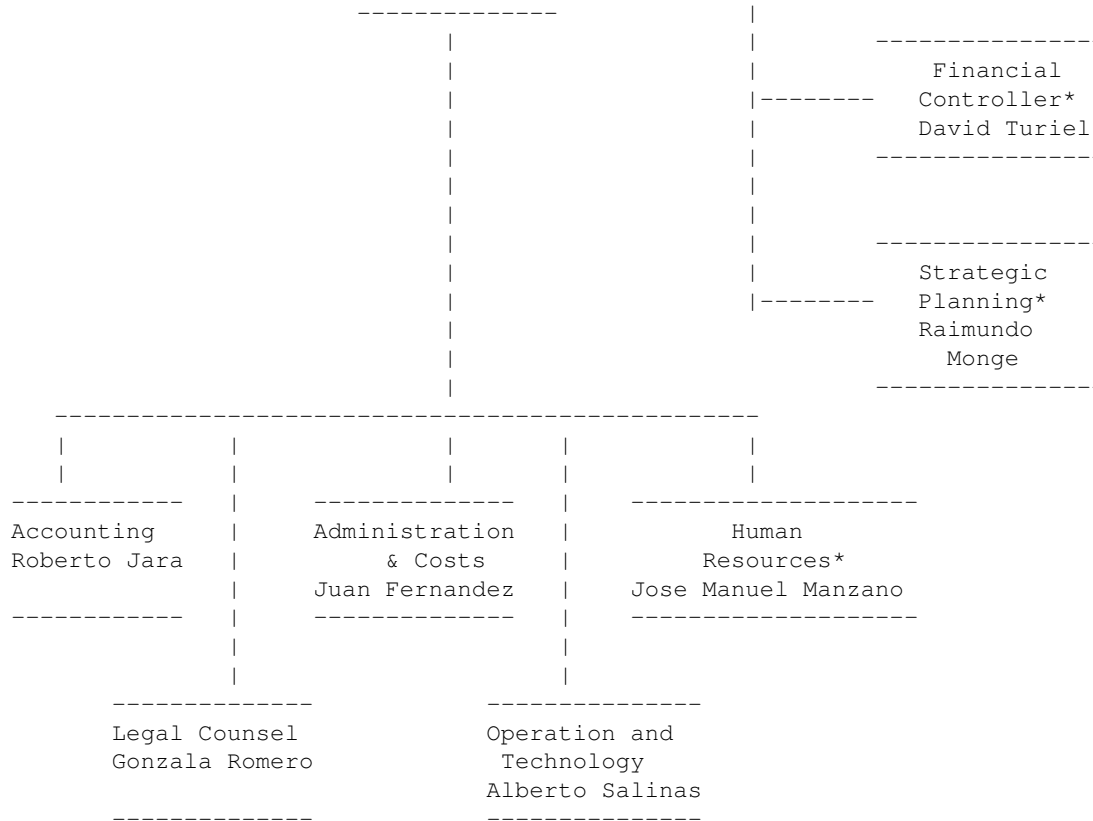 Financial
Controller*
David Turiel
Strategic
Planning*
Raimundo
Monge
Accounting
Roberto Jara
Administration
& Costs
Juan Fernandez
Human
Resources*
Jose Manuel Manzano
Legal Counsel
Gonzala Romero
Operation and
Technology
Alberto Salinas